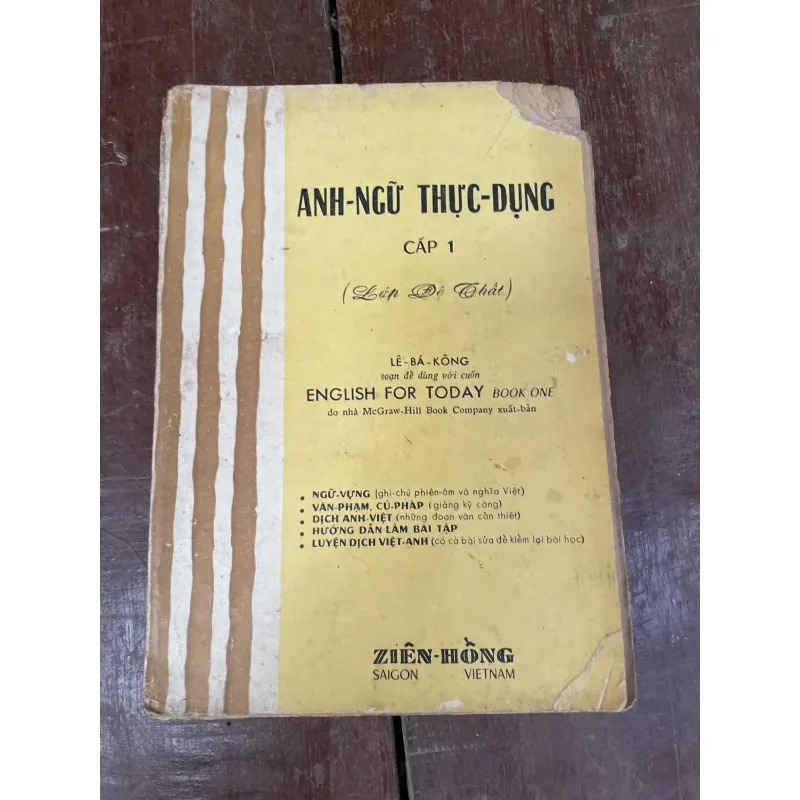 ANH-NGỮ THỰC-DỤNG
CẤP 1
(Lớp Đệ Thất)
LÊ-BÁ-KÔNG
soạn để dùng với cuốn
ENGLISH FOR TODAY BOOK ONE
do nhà McGraw-Hill Book Company xuất-bản
• NGỮ-VỰNG (ghi-chú phiên-âm và nghĩa Việt)
• VĂN-PHẠM, CÚ-PHÁP (giảng kỹ càng)
• DỊCH ANH-VIỆT (những đoạn văn cần thiết)
• HƯỚNG DẪN LÀM BÀI TẬP
• LUYỆN DỊCH VIỆT-ANH (có cả bài sửa để kiểm lại bài học)
ZIÊN-HỒNG
SAIGON VIETNAM